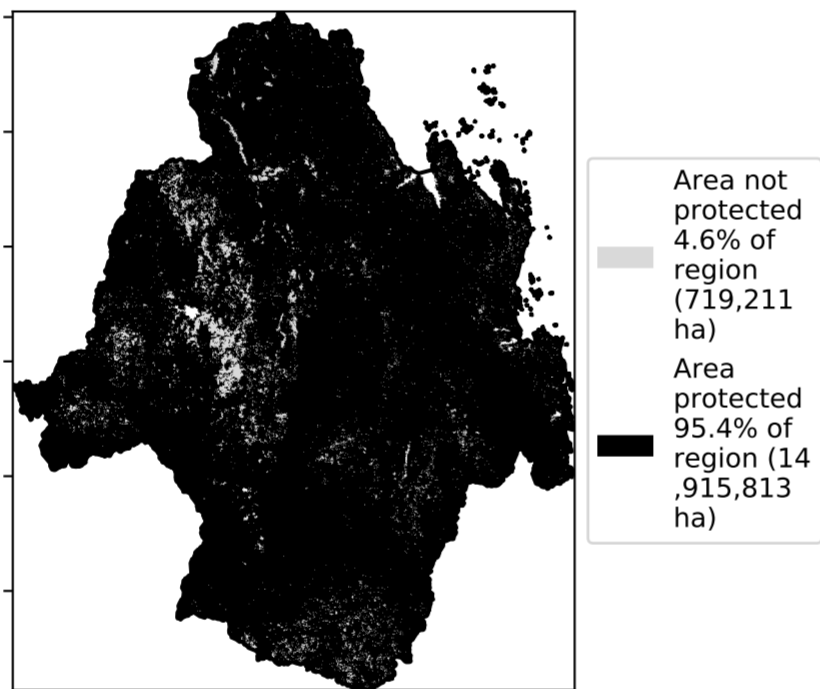 Area not
protected
4.6% of
region
(719,211
ha)
Area
protected
95.4% of
region (14
,915,813
ha)